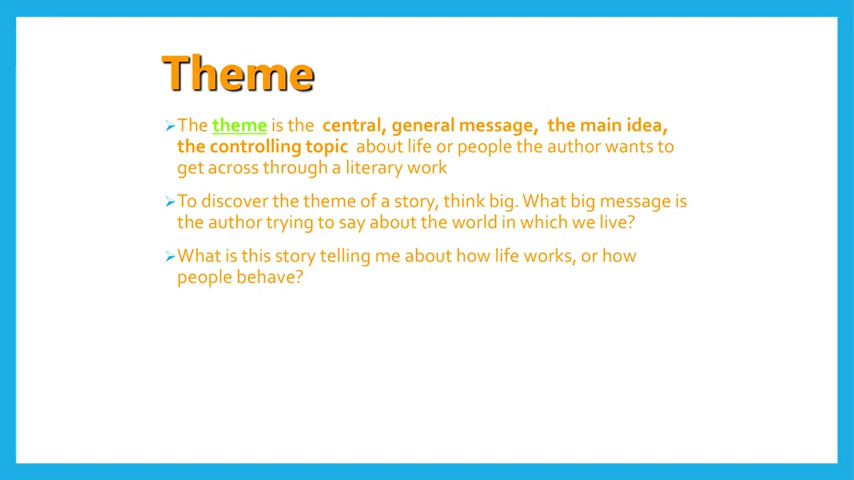 Theme
➢The theme is the central, general message, the main idea,
the controlling topic about life or people the author wants to
get across through a literary work
➢To discover the theme of a story, think big. What big message is
the author trying to say about the world in which we live?
➢What is this story telling me about how life works, or how
people behave?